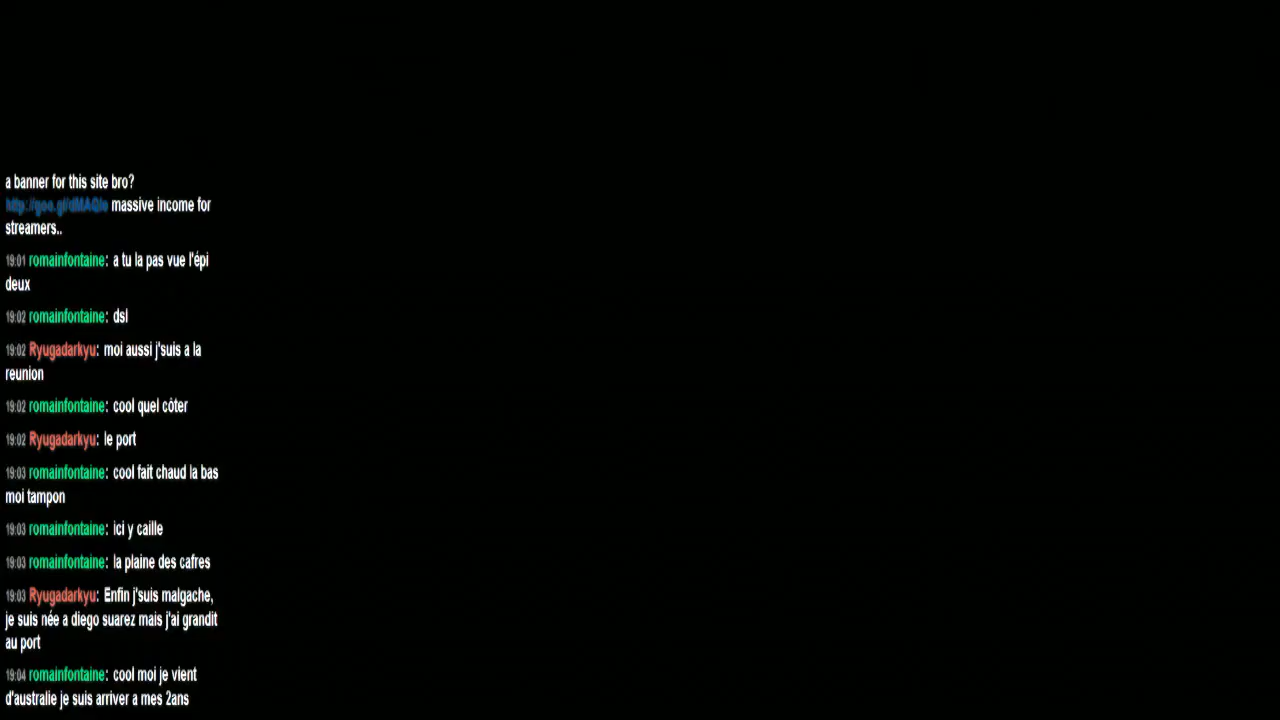 a banner for this site bro?
massive income for
streamers..
19:01 romainfontaine: a tu la pas vue l'épi
deux
19:02 romainfontaine: dsl
19:02 Ryugadarkyu: moi aussi j'suis a la
reunion
19:02 romainfontaine: cool quel côter
19:02 Ryugadarkyu: le port
19:03 romainfontaine: cool fait chaud la bas
moi tampon
19:03 romainfontaine: ici y caille
19:03 romainfontaine: la plaine des cafres
19:03 Ryugadarkyu: Enfin j'suis malgache,
je suis née a diego suarez mais j'ai grandit
au port
19:04 romainfontaine: cool moi je vient
d'australie je suis arriver a mes 2ans